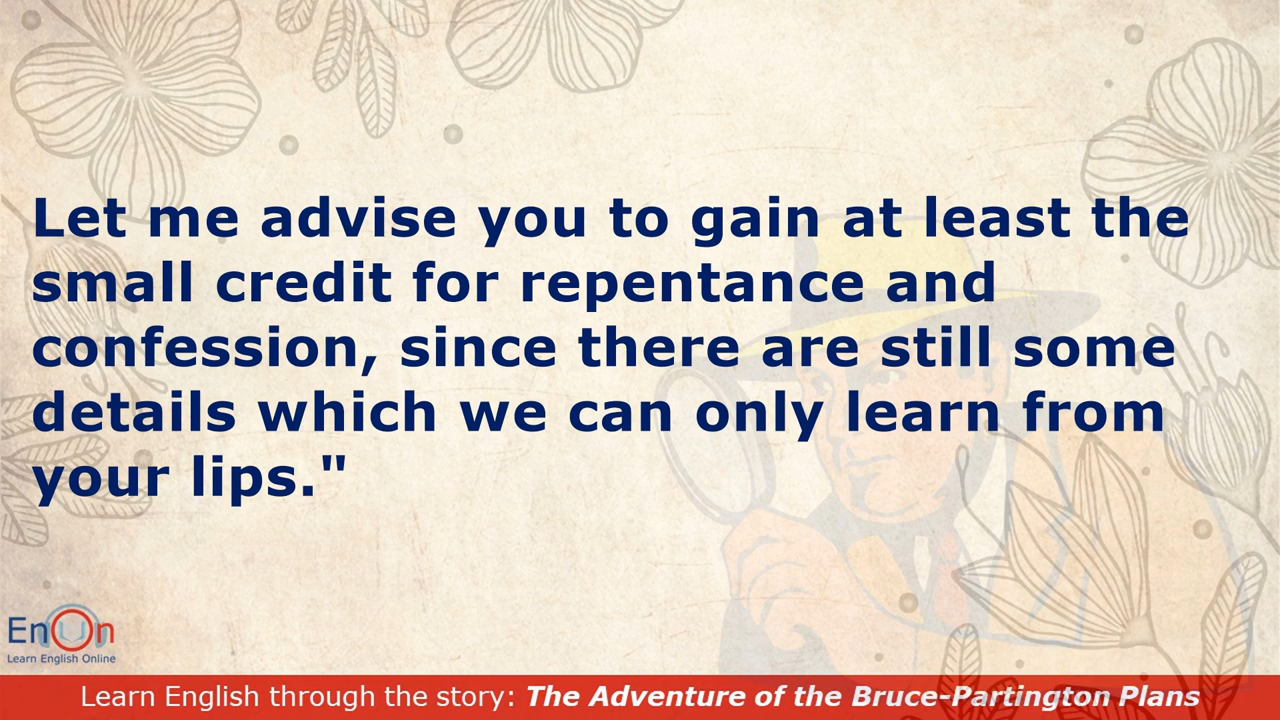 Let me advise you to gain at least the
small credit for repentance and
confession, since there are still some
details which we can only learn from
your lips."
EnOn
Learn English Online
Learn English through the story: The Adventure of the Bruce-Partington Plans